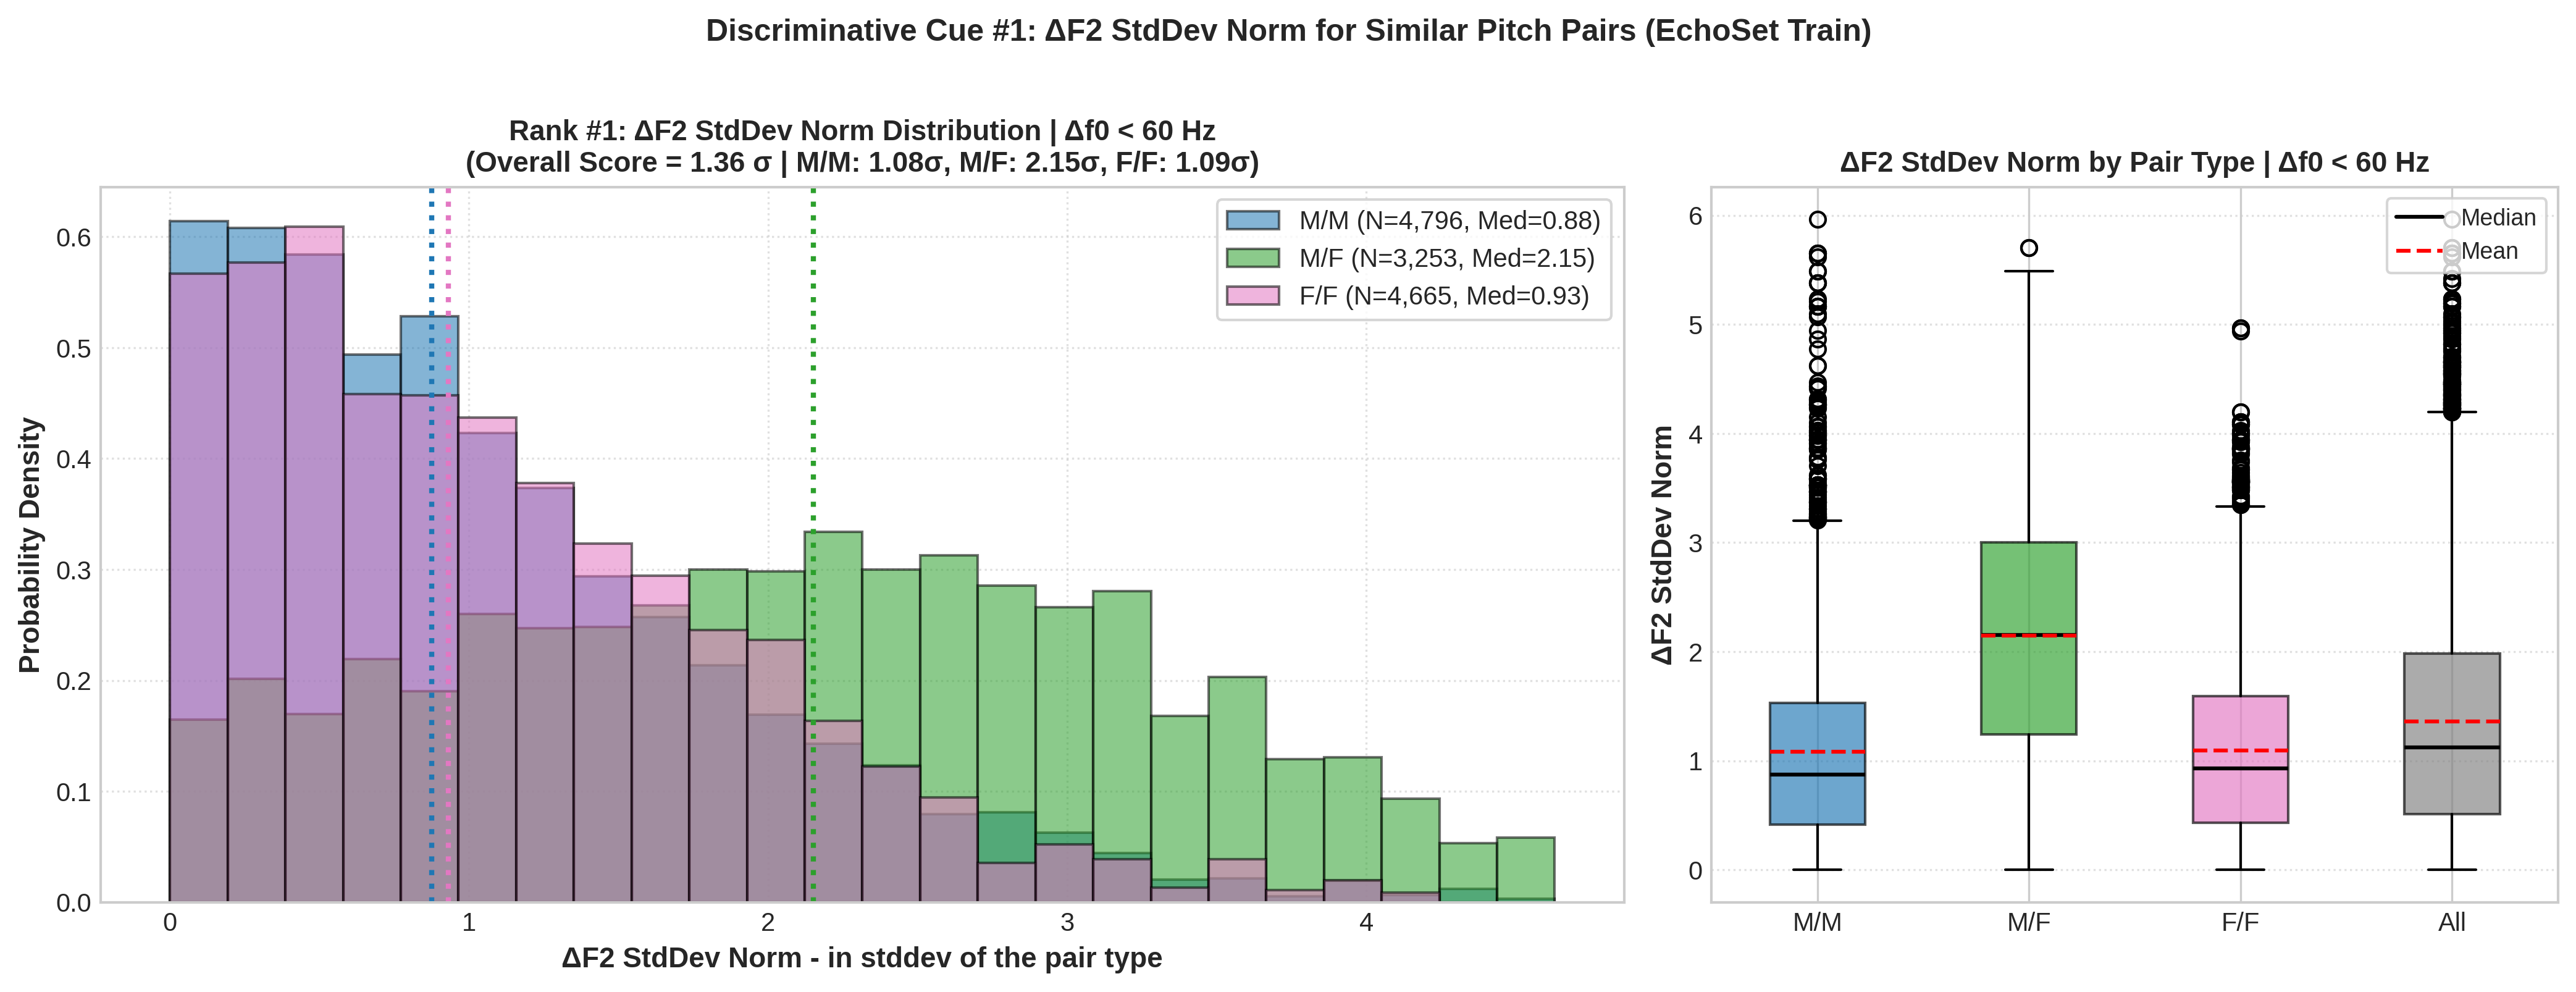 Discriminative Cue #1: ΔF2 StdDev Norm for Similar Pitch Pairs (EchoSet Train)
Rank #1: ΔF2 StdDev Norm Distribution | Δf0 < 60 Hz
(Overall Score = 1.36 σ | M/M: 1.08σ, M/F: 2.15σ, F/F: 1.09σ)
Probability Density
0.6
0.5
0.4
0.3
0.2
0.1
0.0
M/M (N=4,796, Med=0.88)
M/F (N=3,253, Med=2.15)
F/F (N=4,665, Med=0.93)
0 1 2 3 4
ΔF2 StdDev Norm - in stddev of the pair type
ΔF2 StdDev Norm by Pair Type | Δf0 < 60 Hz
ΔF2 StdDev Norm
6
5
4
3
2
1
0
Median
Mean
M/M M/F F/F All